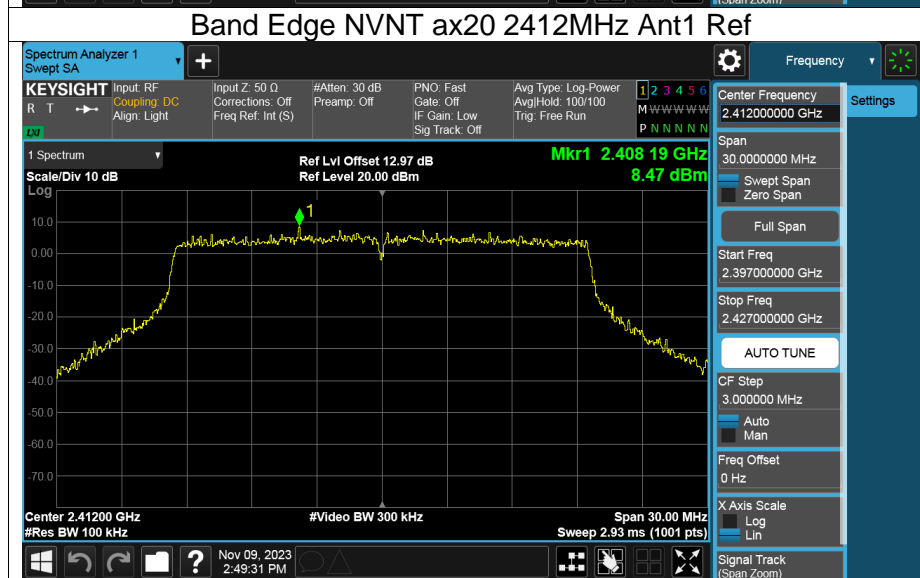 (Span Zoom)
Band Edge NVNT ax20 2412MHz Ant1 Ref
Spectrum Analyzer 1
Swept SA
Frequency
KEYSIGHT
R T
LXI
Input: RF
Coupling: DC
Align: Light
Input Z: 50 Ω
Corrections: Off
Freq Ref: Int (S)
#Atten: 30 dB
Preamp: Off
PNO: Fast
Gate: Off
IF Gain: Low
Sig Track: Off
Avg Type: Log-Power
Avg|Hold: 100/100
Trig: Free Run
1 2 3 4 5 6
M W W W W W
P N N N N N
1 Spectrum
Scale/Div 10 dB
Log
Ref Lvl Offset 12.97 dB
Ref Level 20.00 dBm
Mkr1 2.408 19 GHz
8.47 dBm
1
10.0
0.00
-10.0
-20.0
-30.0
-40.0
-50.0
-60.0
-70.0
Center 2.41200 GHz
#Res BW 100 kHz
#Video BW 300 kHz
Span 30.00 MHz
Sweep 2.93 ms (1001 pts)
Center Frequency
2.412000000 GHz
Settings
Span
30.0000000 MHz
Swept Span
Zero Span
Full Span
Start Freq
2.397000000 GHz
Stop Freq
2.427000000 GHz
AUTO TUNE
CF Step
3.000000 MHz
Auto
Man
Freq Offset
0 Hz
X Axis Scale
Log
Lin
Signal Track
(Span Zoom)
?
Nov 09, 2023
2:49:31 PM